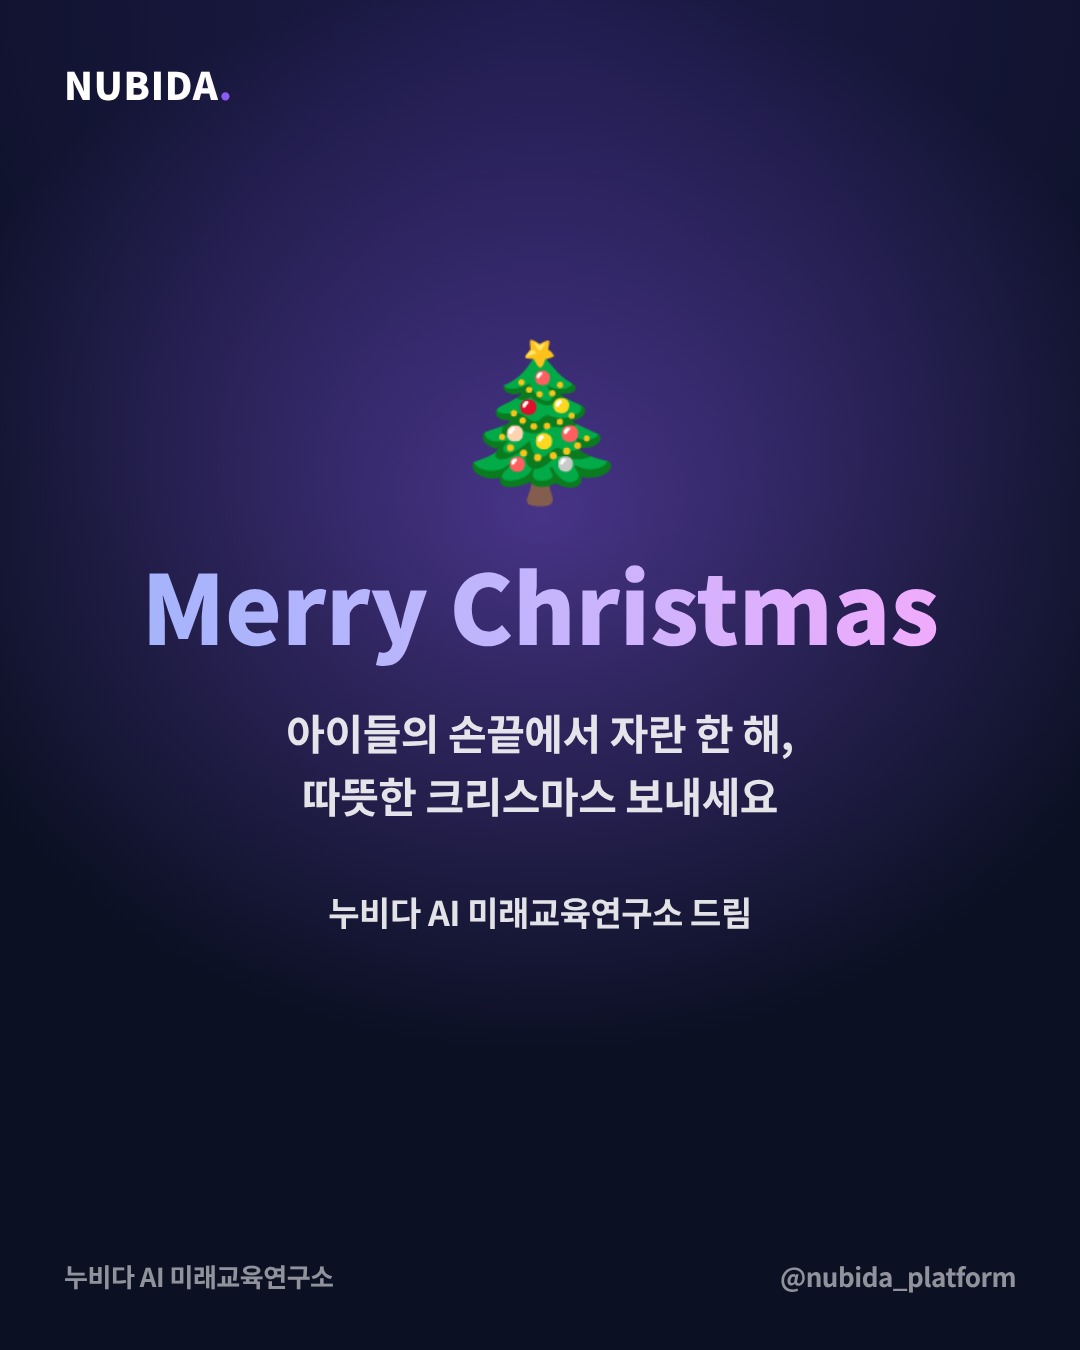 NUBIDA.
Merry Christmas
아이들의 손끝에서 자란 한 해,
따뜻한 크리스마스 보내세요
누비다 AI 미래교육연구소 드림
누비다 AI 미래교육연구소
@nubida_platform